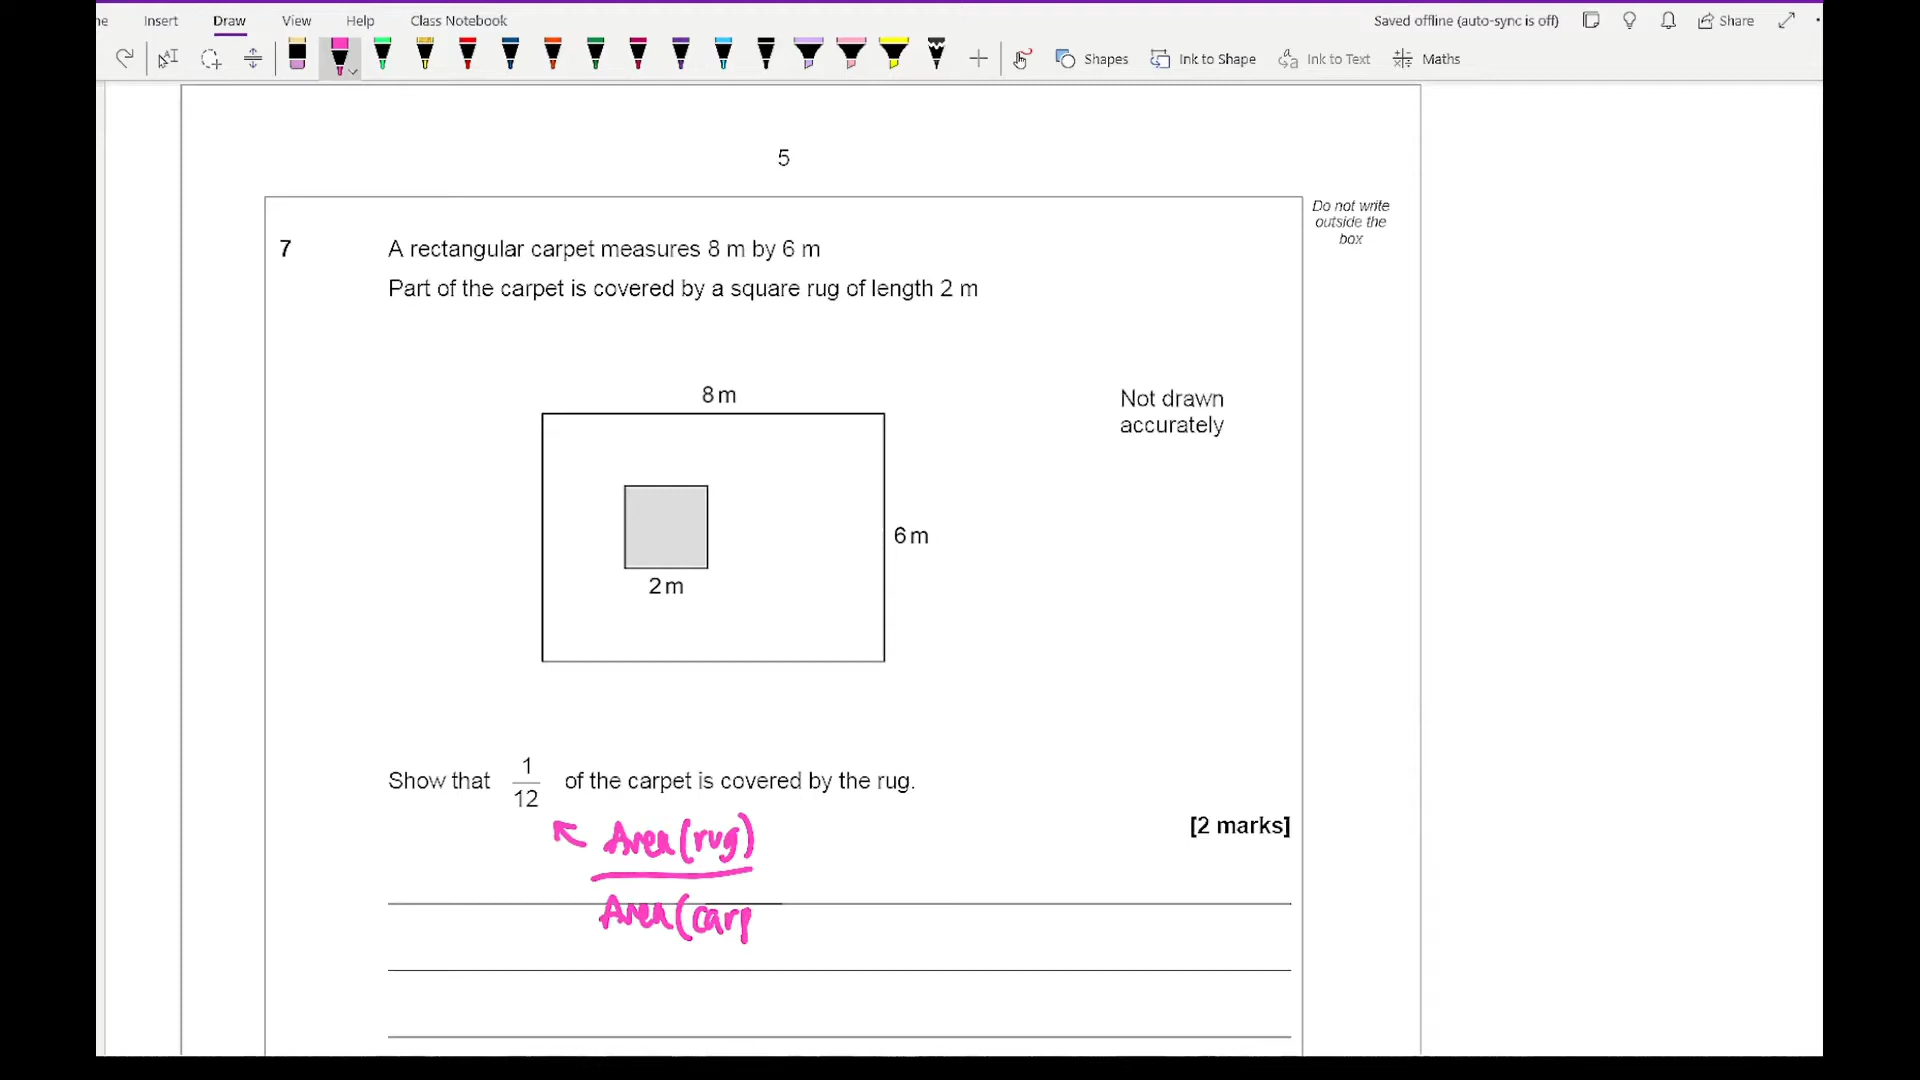 Insert Draw View Help Class Notebook Saved offline (auto-sync is off) Share
Shapes Ink to Shape Ink to Text Maths
5
Do not write
outside the
box
7 A rectangular carpet measures 8 m by 6 m
Part of the carpet is covered by a square rug of length 2 m
8 m
Not drawn
accurately
6 m
2 m
Show that 1/12 of the carpet is covered by the rug.
[2 marks]
Area(rug)
Area(carp